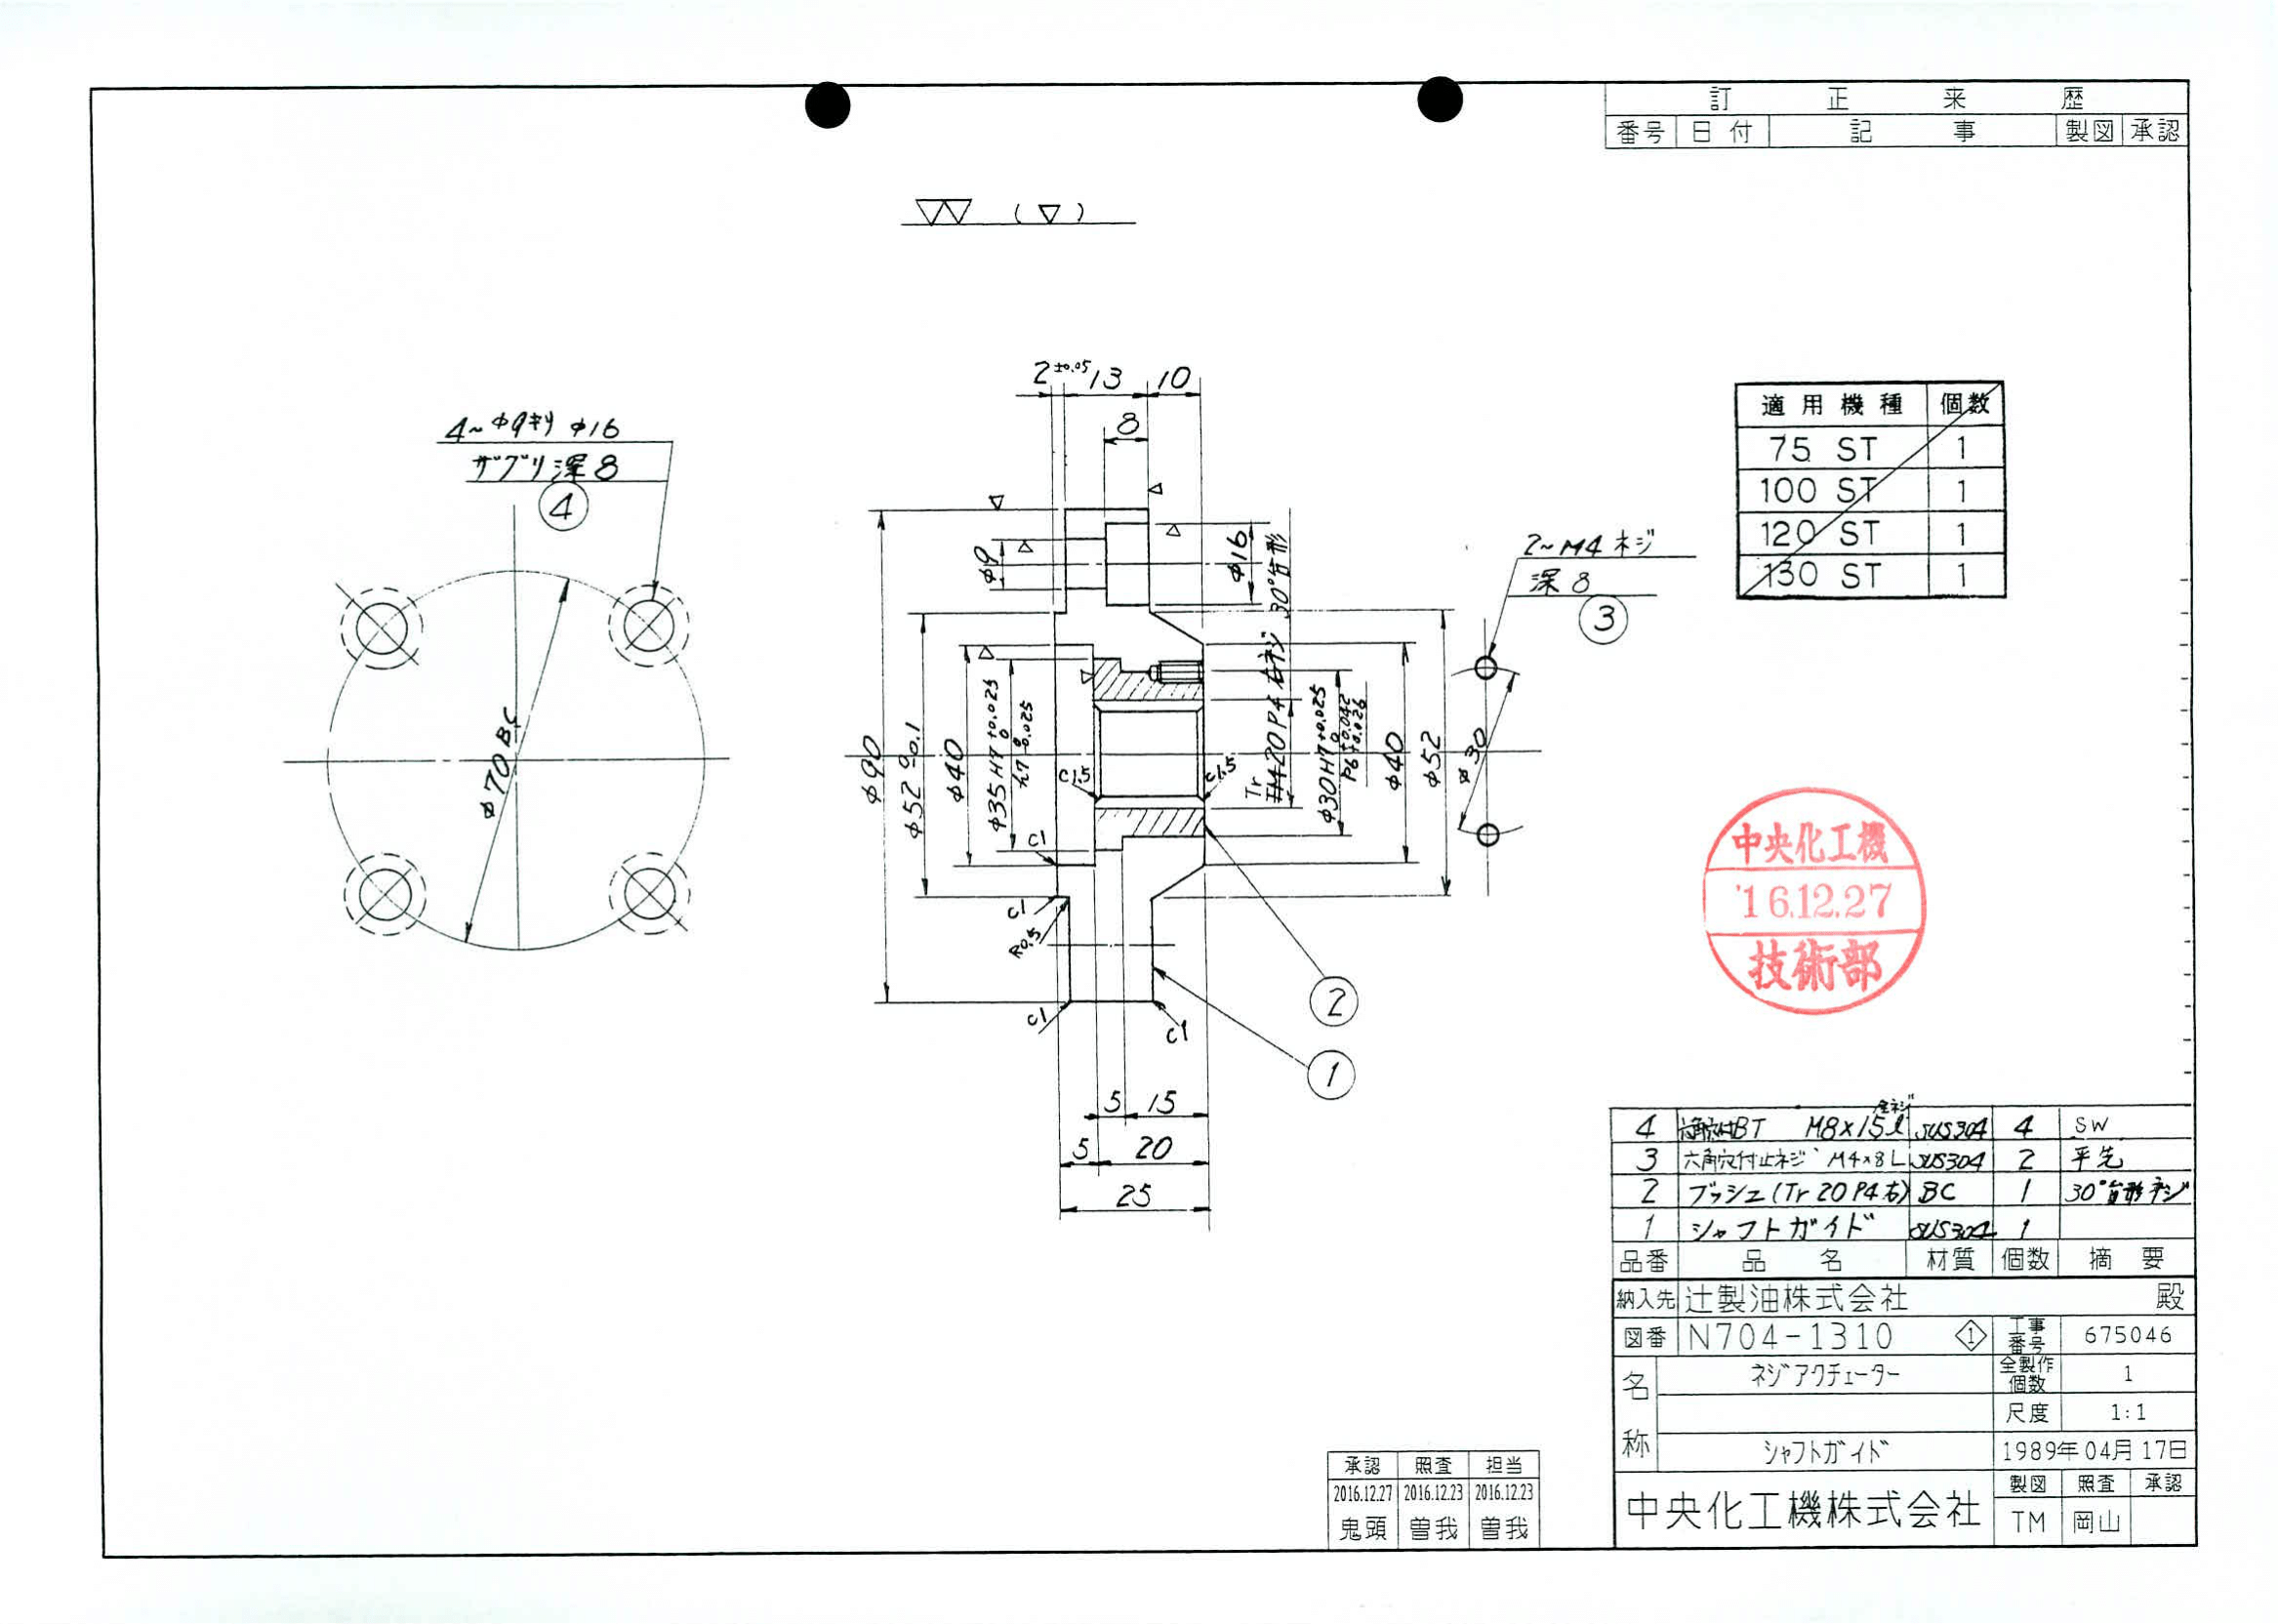 訂正来歴
番号 日付 記事 製図 承認
▽▽ (▽)
2±0.05 13 10
8
4~φ9キリ φ16
ザグリ深8
④
φ70 B.C
適用機種 個数
75 ST 1
100 ST 1
120 ST 1
130 ST 1
φ9
φ16
2~M4 ネジ
深8
③
φ90
φ52 0 -0.1
φ40
φ35 H7 +0.025 0
h7 0 -0.025
C1.5
C1.5
Tr 20 P4 右ネジ 30°台形
φ30 H7 +0.025 0
P6 +0.042 +0.026
φ40
φ52
φ30
C1
C1
R0.5
C1
C1
②
①
5 15
5 20
25
中央化工機
'16.12.27
技術部
4 六角穴付BT M8×15ℓ 全ネジ SUS304 4 SW
3 六角穴付止ネジ M4×8L SUS304 2 平先
2 ブッシュ(Tr 20 P4 右) BC 1 30°台形ネジ
1 シャフトガイド SUS304 1
品番 品名 材質 個数 摘要
納入先 辻製油株式会社 殿
図番 N704-1310 ① 工事番号 675046
名称 ネジアクチェーター 全製作個数 1
尺度 1:1
シャフトガイド 1989年04月17日
中央化工機株式会社 製図 照査 承認
TM 岡山
承認 照査 担当
2016.12.27 2016.12.23 2016.12.23
鬼頭 曽我 曽我